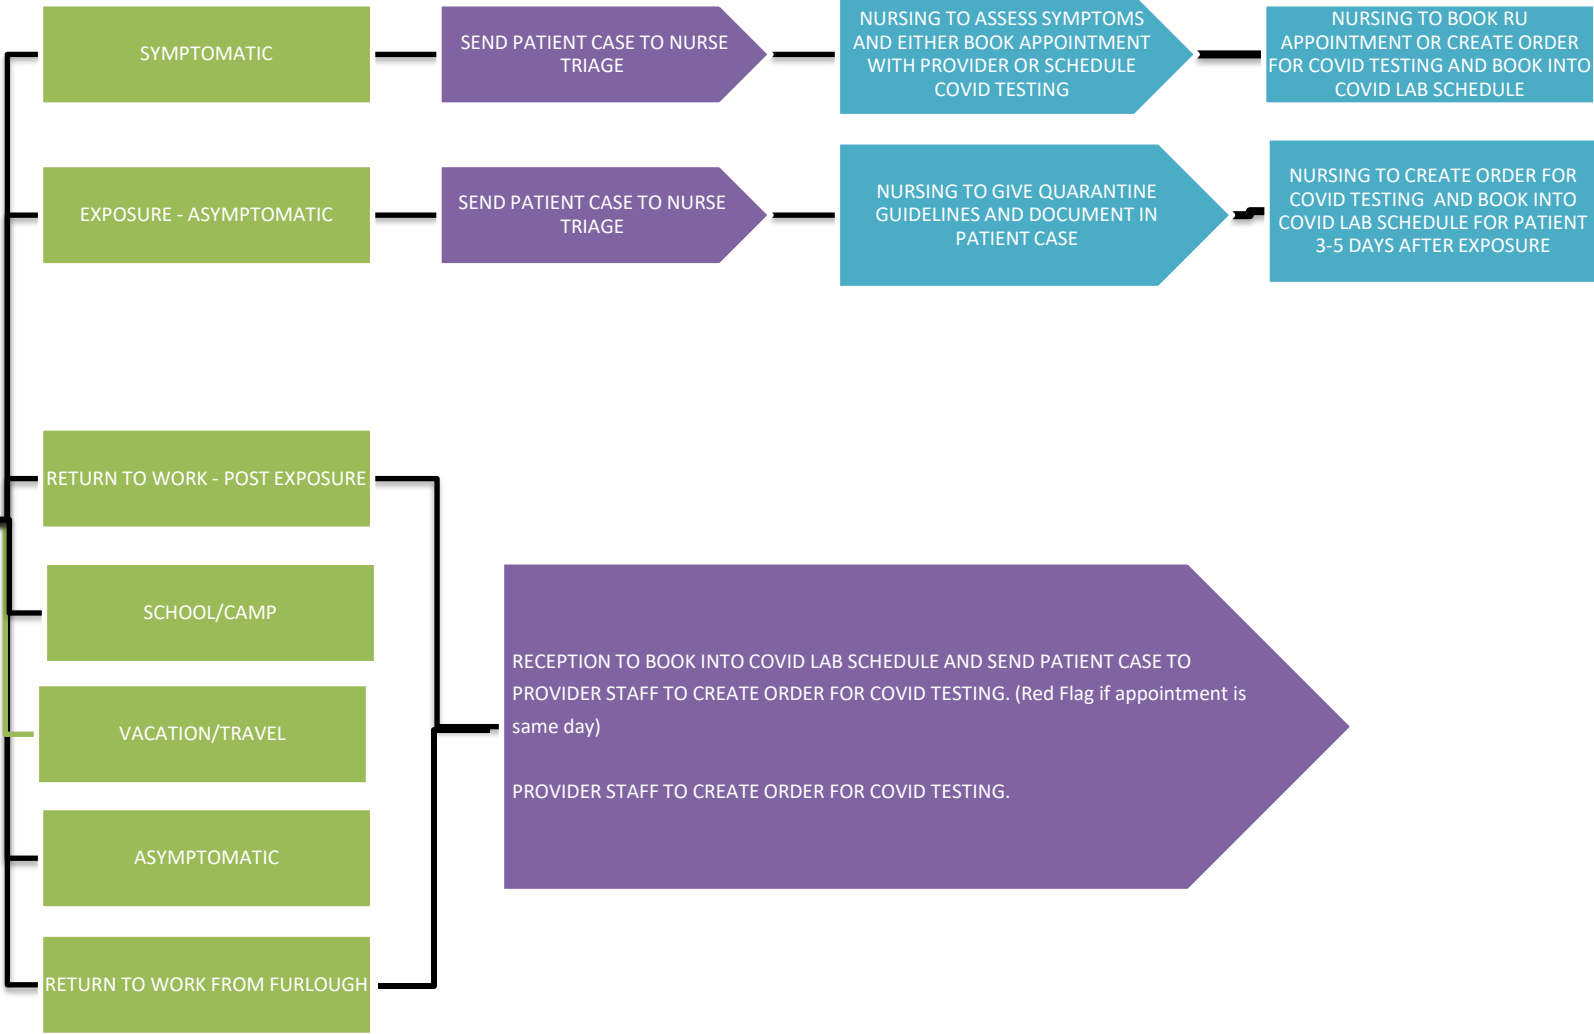 SYMPTOMATIC
SEND PATIENT CASE TO NURSE
TRIAGE
NURSING TO ASSESS SYMPTOMS
AND EITHER BOOK APPOINTMENT
WITH PROVIDER OR SCHEDULE
COVID TESTING
NURSING TO BOOK RU
APPOINTMENT OR CREATE ORDER
FOR COVID TESTING AND BOOK INTO
COVID LAB SCHEDULE
EXPOSURE - ASYMPTOMATIC
SEND PATIENT CASE TO NURSE
TRIAGE
NURSING TO GIVE QUARANTINE
GUIDELINES AND DOCUMENT IN
PATIENT CASE
NURSING TO CREATE ORDER FOR
COVID TESTING  AND BOOK INTO
COVID LAB SCHEDULE FOR PATIENT
3-5 DAYS AFTER EXPOSURE
RETURN TO WORK - POST EXPOSURE
SCHOOL/CAMP
VACATION/TRAVEL
ASYMPTOMATIC
RETURN TO WORK FROM FURLOUGH
RECEPTION TO BOOK INTO COVID LAB SCHEDULE AND SEND PATIENT CASE TO
PROVIDER STAFF TO CREATE ORDER FOR COVID TESTING. (Red Flag if appointment is
same day)
PROVIDER STAFF TO CREATE ORDER FOR COVID TESTING.